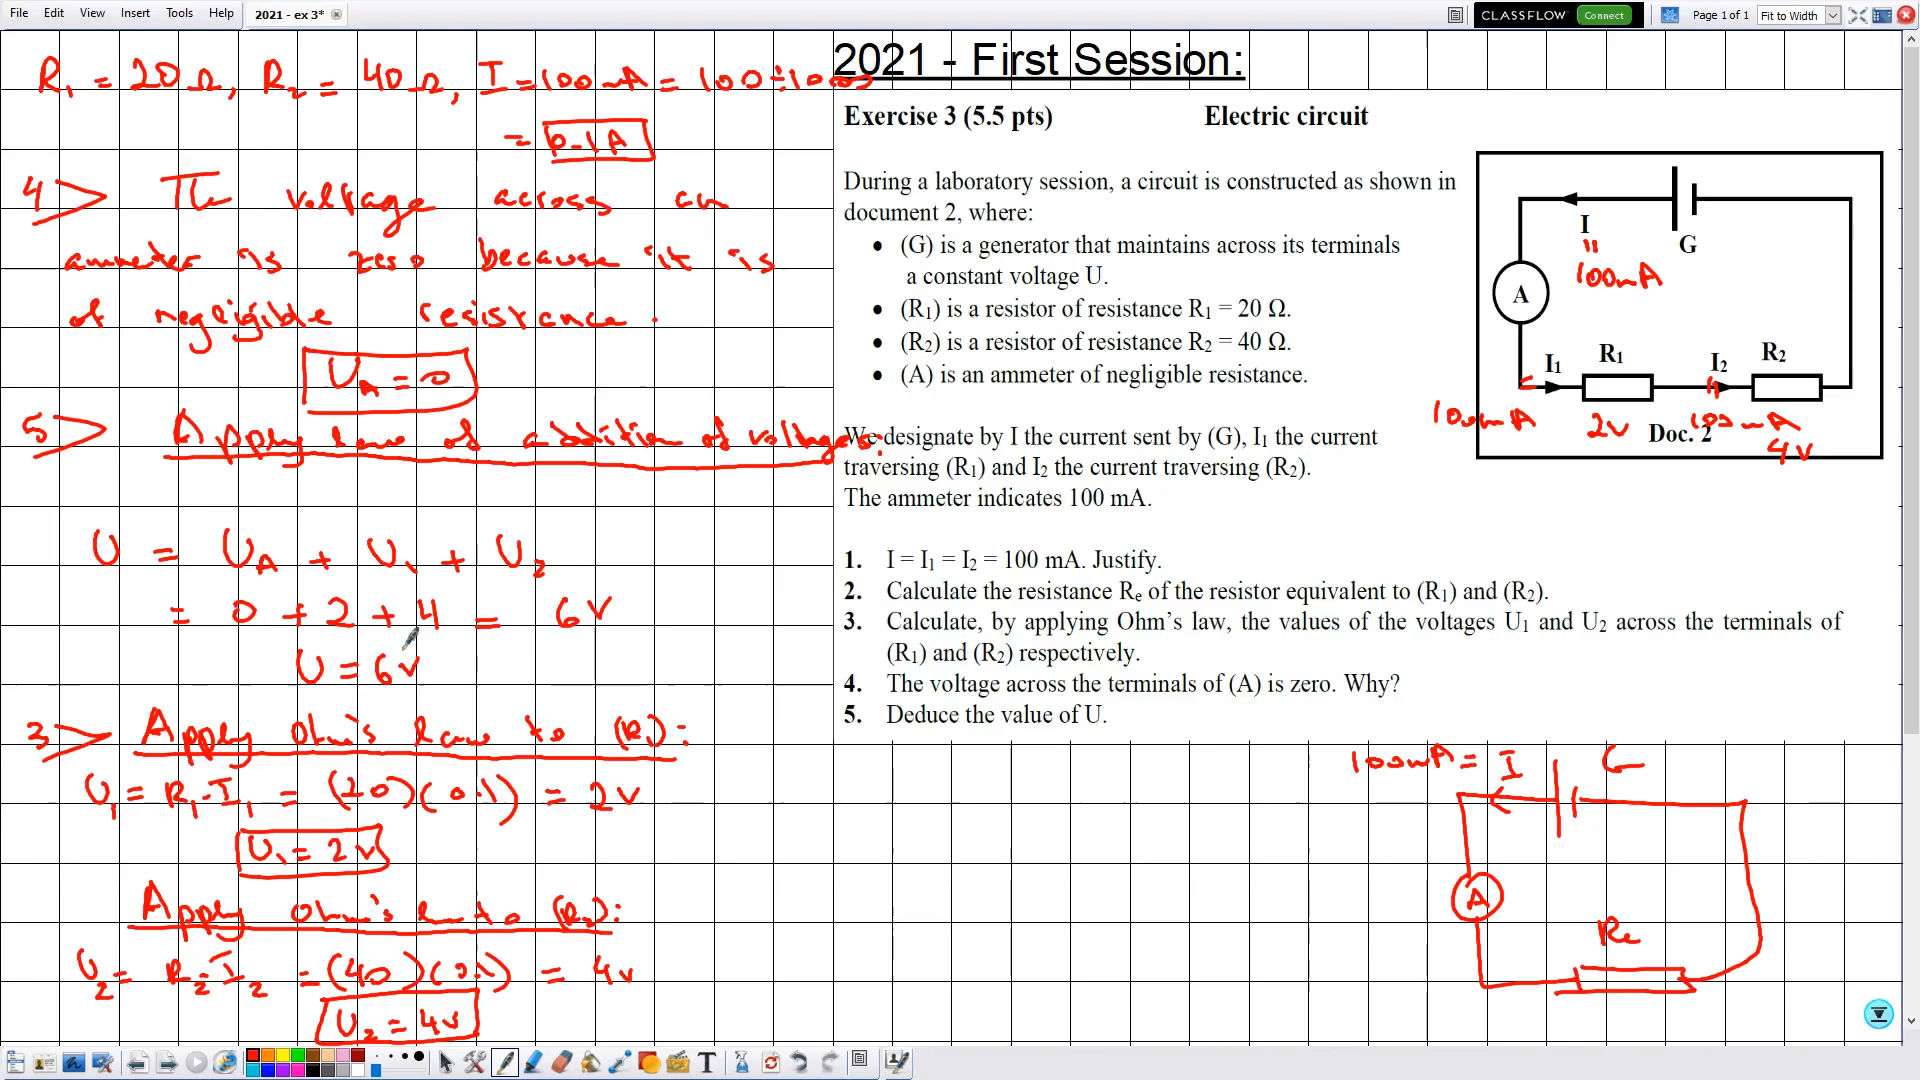 File Edit View Insert Tools Help 2021 - ex 3* CLASSFLOW Connect Page 1 of 1 Fit to Width
R₁ = 20Ω, R₂ = 40Ω, I = 100mA = 100÷1000
= 0.1A
4> The voltage across an
ammeter is zero because it is
of negligible resistance.
U_A = 0
5> Apply law of addition of voltages:
U = U_A + U₁ + U₂
= 0 + 2 + 4 = 6V
U = 6V
3> Apply Ohm's law to (R₁):
U₁ = R₁.I₁ = (20)(0.1) = 2V
U₁ = 2V
Apply Ohm's law to (R₂):
U₂ = R₂.I₂ = (40)(0.1) = 4V
U₂ = 4V
2021 - First Session:
Exercise 3 (5.5 pts) Electric circuit
During a laboratory session, a circuit is constructed as shown in
document 2, where:
• (G) is a generator that maintains across its terminals
a constant voltage U.
• (R₁) is a resistor of resistance R₁ = 20 Ω.
• (R₂) is a resistor of resistance R₂ = 40 Ω.
• (A) is an ammeter of negligible resistance.
We designate by I the current sent by (G), I₁ the current
traversing (R₁) and I₂ the current traversing (R₂).
The ammeter indicates 100 mA.
1. I = I₁ = I₂ = 100 mA. Justify.
2. Calculate the resistance Rₑ of the resistor equivalent to (R₁) and (R₂).
3. Calculate, by applying Ohm's law, the values of the voltages U₁ and U₂ across the terminals of
(R₁) and (R₂) respectively.
4. The voltage across the terminals of (A) is zero. Why?
5. Deduce the value of U.
I G
"
100mA
A
I₁ R₁ I₂ R₂
100mA 2V 100mA
Doc. 2 4V
100mA = I G
A
Re
T